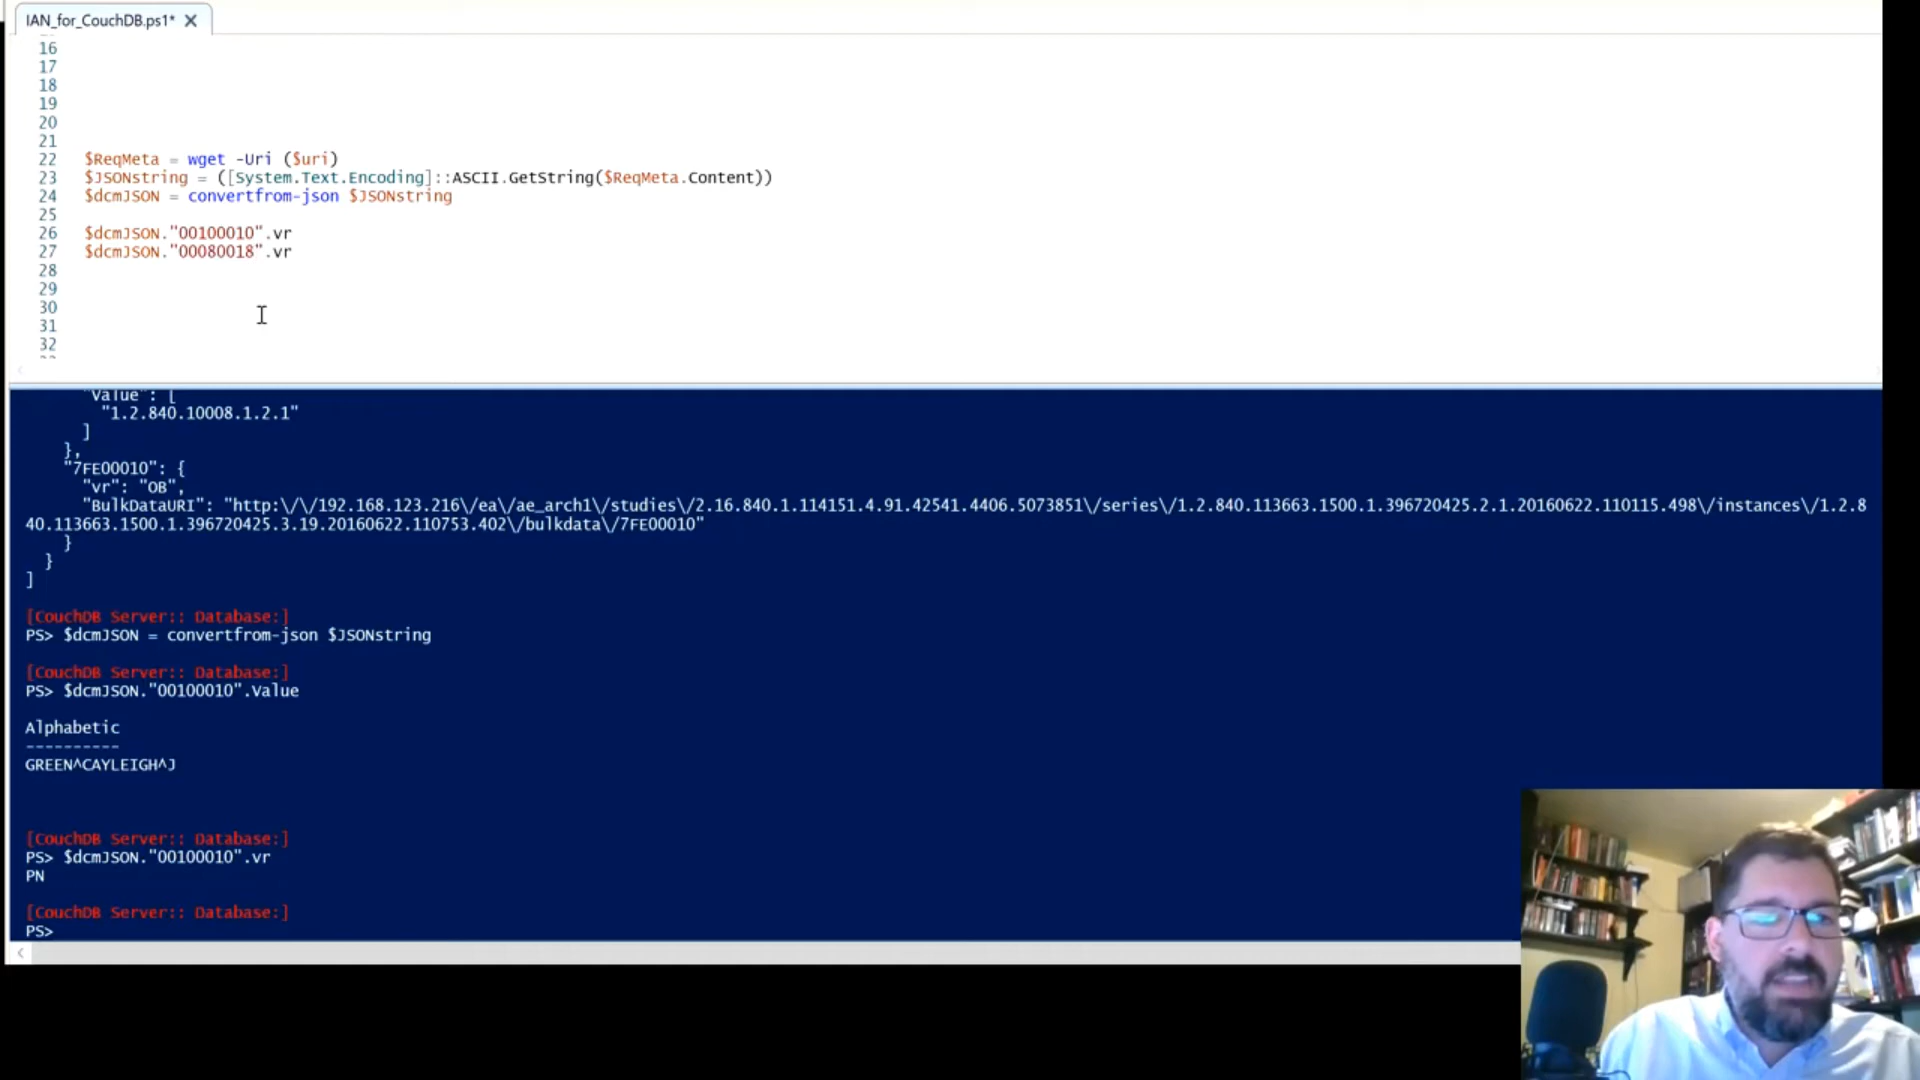 IAN_for_CouchDB.ps1* X
16
17
18
19
20
21
22 $ReqMeta = wget -Uri ($uri)
23 $JSONstring = ([System.Text.Encoding]::ASCII.GetString($ReqMeta.Content))
24 $dcmJSON = convertfrom-json $JSONstring
25
26 $dcmJSON."00100010".vr
27 $dcmJSON."00080018".vr
28
29
30
31
32
"Value": [
"1.2.840.10008.1.2.1"
]
},
"7FE00010": {
"vr": "OB",
"BulkDataURI": "http:\/\/192.168.123.216\/ea\/ae_arch1\/studies\/2.16.840.1.114151.4.91.42541.4406.5073851\/series\/1.2.840.113663.1500.1.396720425.2.1.20160622.110115.498\/instances\/1.2.8
40.113663.1500.1.396720425.3.19.20160622.110753.402\/bulkdata\/7FE00010"
}
}
]
[CouchDB Server:: Database:]
PS> $dcmJSON = convertfrom-json $JSONstring
[CouchDB Server:: Database:]
PS> $dcmJSON."00100010".Value
Alphabetic
----------
GREEN^CAYLEIGH^J
[CouchDB Server:: Database:]
PS> $dcmJSON."00100010".vr
PN
[CouchDB Server:: Database:]
PS>